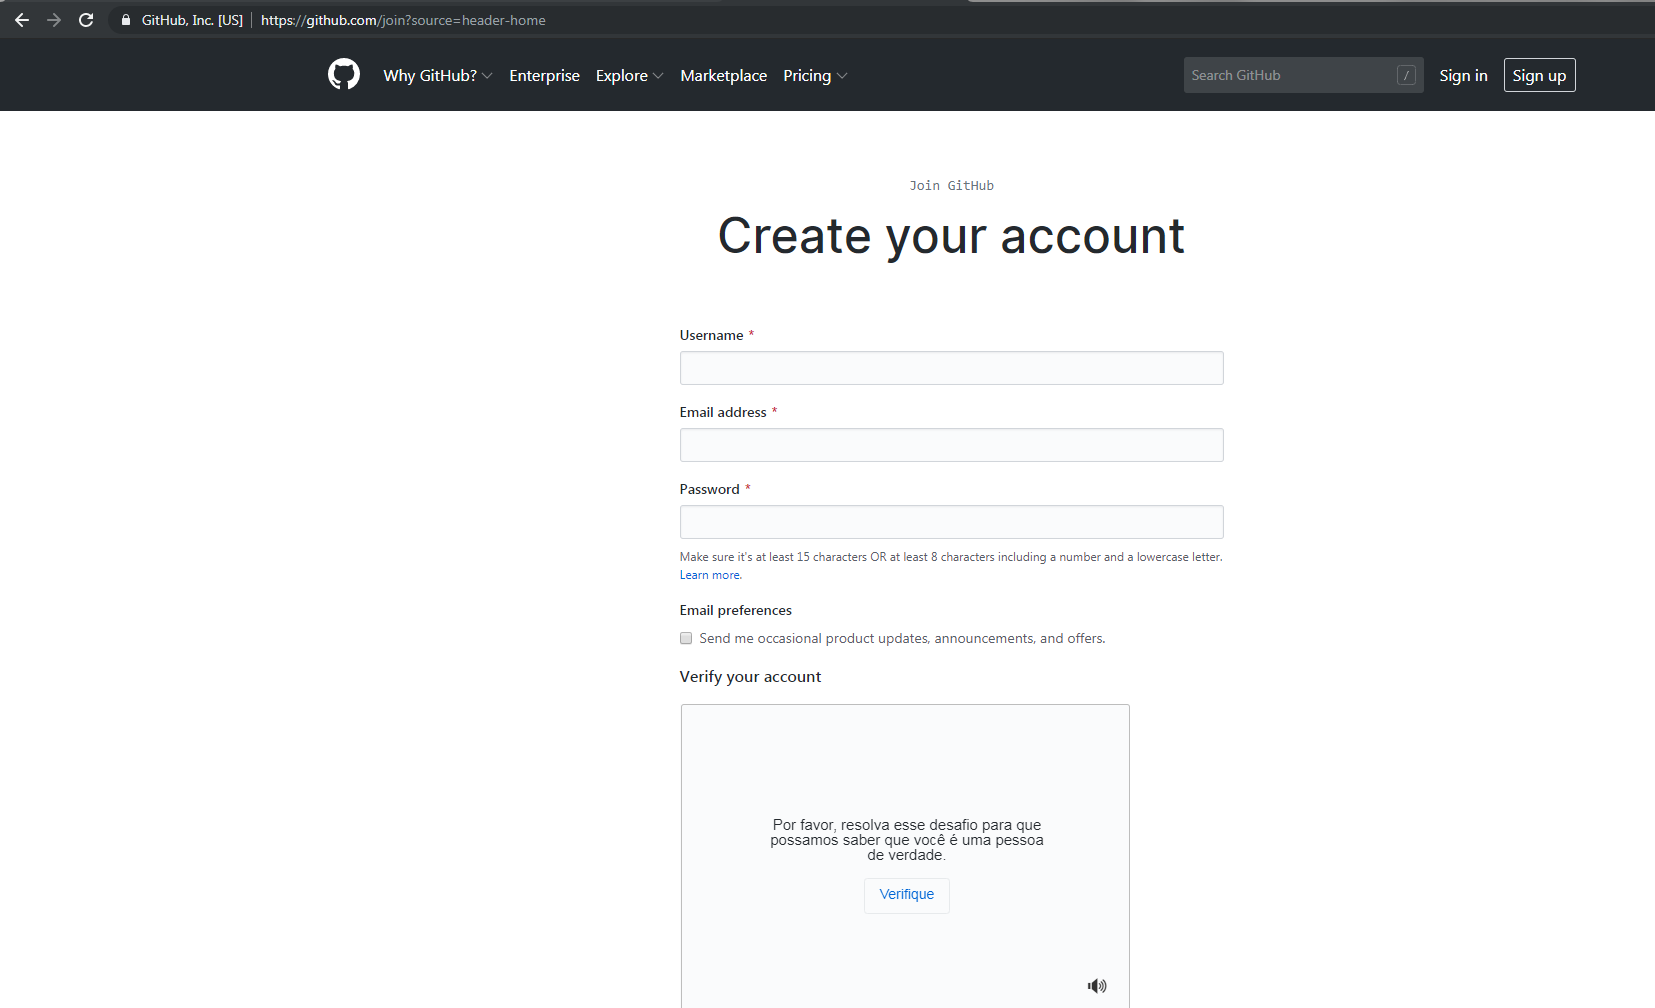 GitHub, Inc. [US] | https://github.com/join?source=header-home
Why GitHub? Enterprise Explore Marketplace Pricing Search GitHub / Sign in Sign up
Join GitHub
Create your account
Username *
Email address *
Password *
Make sure it's at least 15 characters OR at least 8 characters including a number and a lowercase letter.
Learn more.
Email preferences
Send me occasional product updates, announcements, and offers.
Verify your account
Por favor, resolva esse desafio para que
possamos saber que você é uma pessoa
de verdade.
Verifique